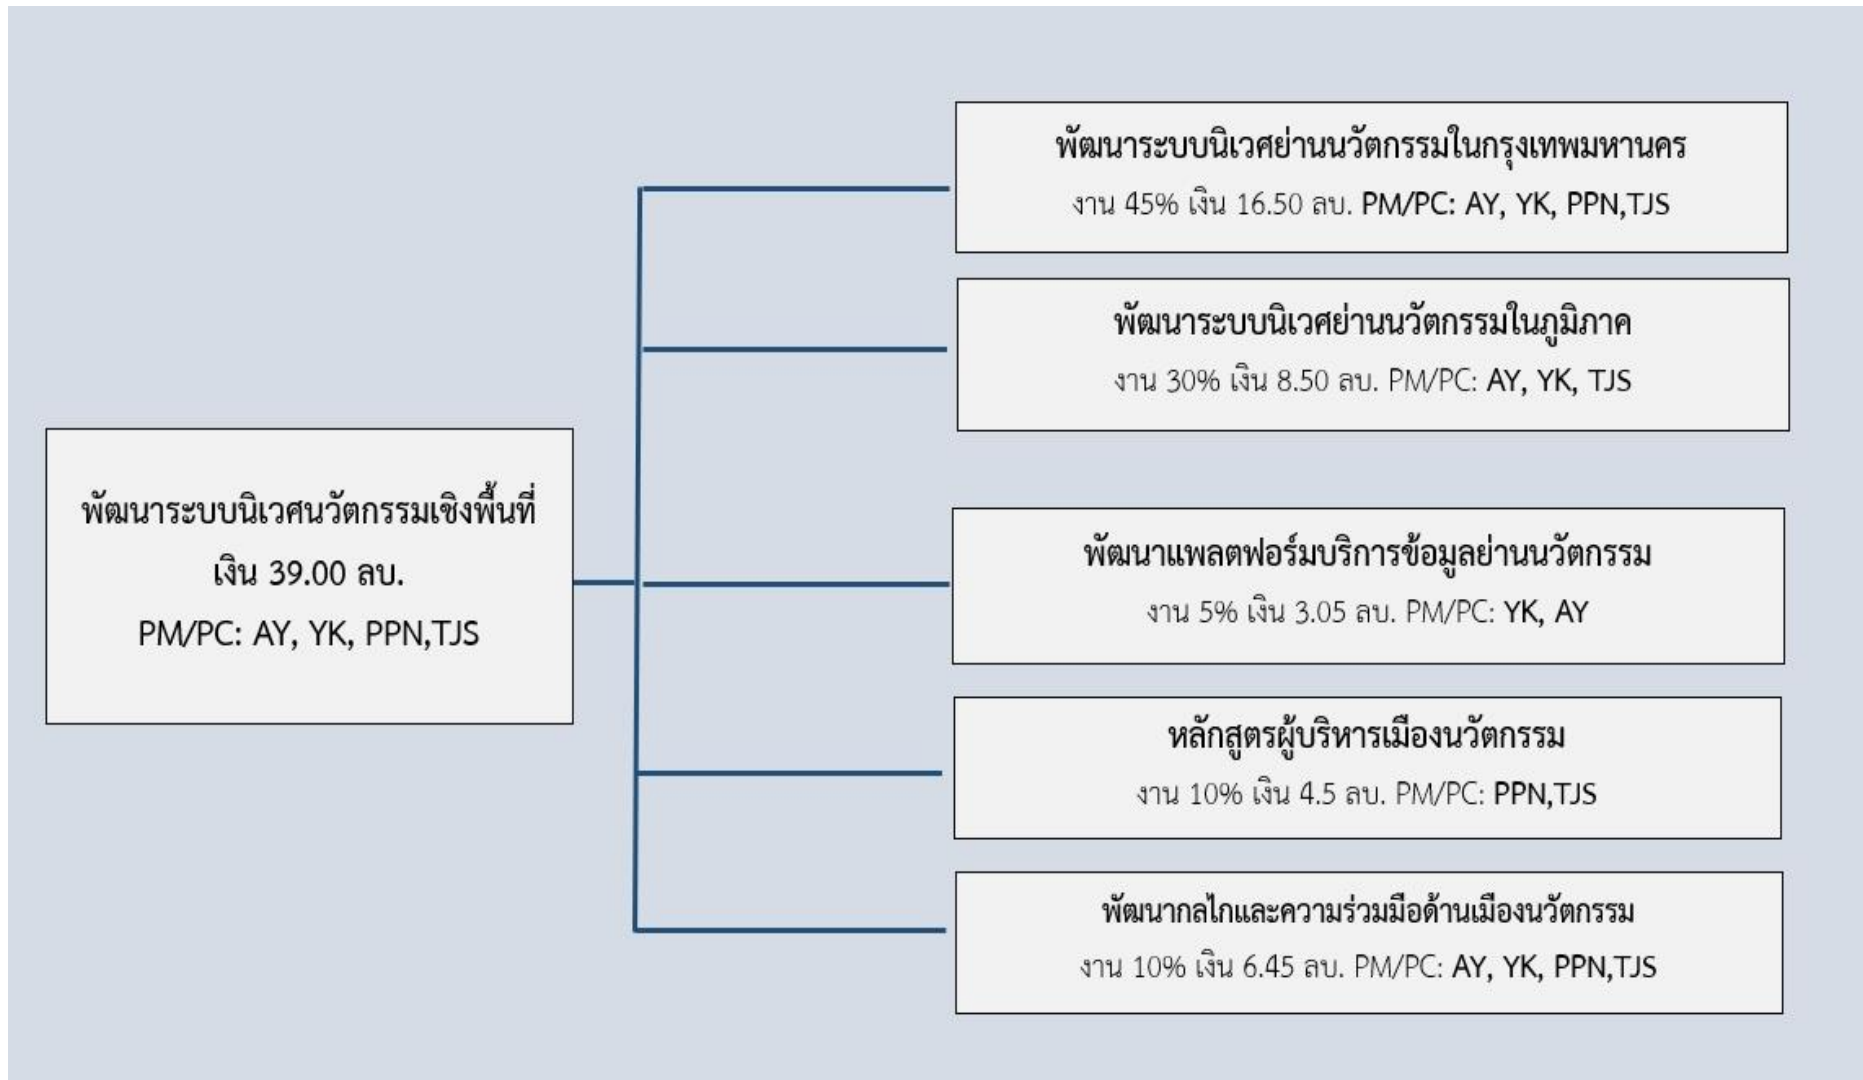 พัฒนาระบบนิเวศนวัตกรรมเชิงพื้นที่
เงิน 39.00 ลบ.
PM/PC: AY, YK, PPN,TJS
พัฒนาระบบนิเวศย่านนวัตกรรมในกรุงเทพมหานคร
งาน 45% เงิน 16.50 ลบ. PM/PC: AY, YK, PPN,TJS
พัฒนาระบบนิเวศย่านนวัตกรรมในภูมิภาค
งาน 30% เงิน 8.50 ลบ. PM/PC: AY, YK, TJS
พัฒนาแพลตฟอร์มบริการข้อมูลย่านนวัตกรรม
งาน 5% เงิน 3.05 ลบ. PM/PC: YK, AY
หลักสูตรผู้บริหารเมืองนวัตกรรม
งาน 10% เงิน 4.5 ลบ. PM/PC: PPN,TJS
พัฒนากลไกและความร่วมมือด้านเมืองนวัตกรรม
งาน 10% เงิน 6.45 ลบ. PM/PC: AY, YK, PPN,TJS